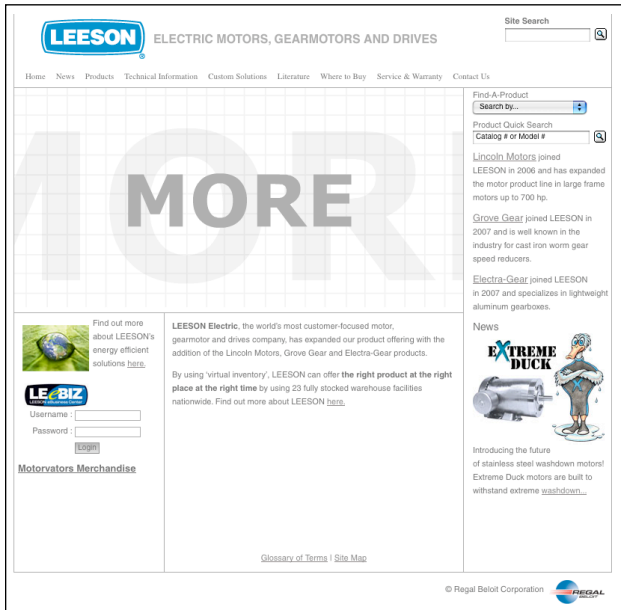 LEESON
ELECTRIC MOTORS, GEARMOTORS AND DRIVES
Site Search
Home News Products Technical Information Custom Solutions Literature Where to Buy Service & Warranty Contact Us
MORE
MORE
Find-A-Product
Search by...
Product Quick Search
Catalog # or Model #
Lincoln Motors joined
LEESON in 2006 and has expanded
the motor product line in large frame
motors up to 700 hp.
Grove Gear joined LEESON in
2007 and is well known in the
industry for cast iron worm gear
speed reducers.
Electra-Gear joined LEESON
in 2007 and specializes in lightweight
aluminum gearboxes.
News
EXTREME
DUCK
Introducing the future
of stainless steel washdown motors!
Extreme Duck motors are built to
withstand extreme washdown...
Find out more
about LEESON's
energy efficient
solutions here.
LEeBIZ
LEESON eBusiness Center
Username :
Password :
Login
Motorvators Merchandise
LEESON Electric, the world's most customer-focused motor,
gearmotor and drives company, has expanded our product offering with the
addition of the Lincoln Motors, Grove Gear and Electra-Gear products.
By using 'virtual inventory', LEESON can offer the right product at the right
place at the right time by using 23 fully stocked warehouse facilities
nationwide. Find out more about LEESON here.
Glossary of Terms | Site Map
© Regal Beloit Corporation
REGAL
BELOIT